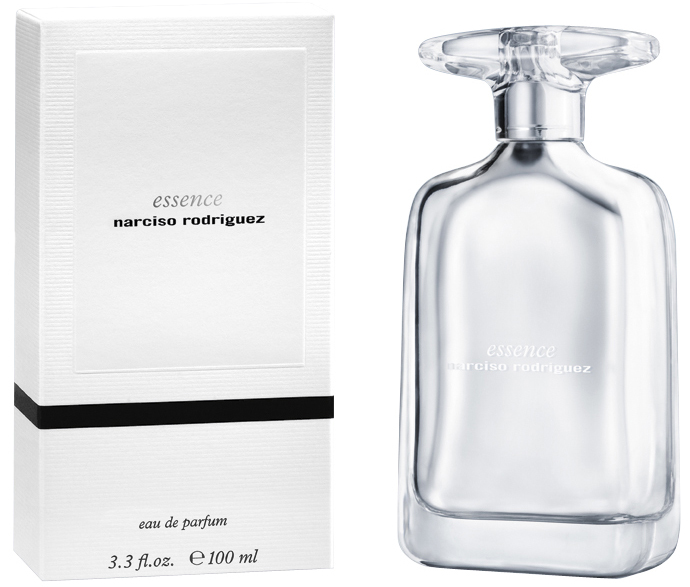 essence
narciso rodriguez
eau de parfum
3.3 fl.oz. ℮ 100 ml
essence
narciso rodriguez